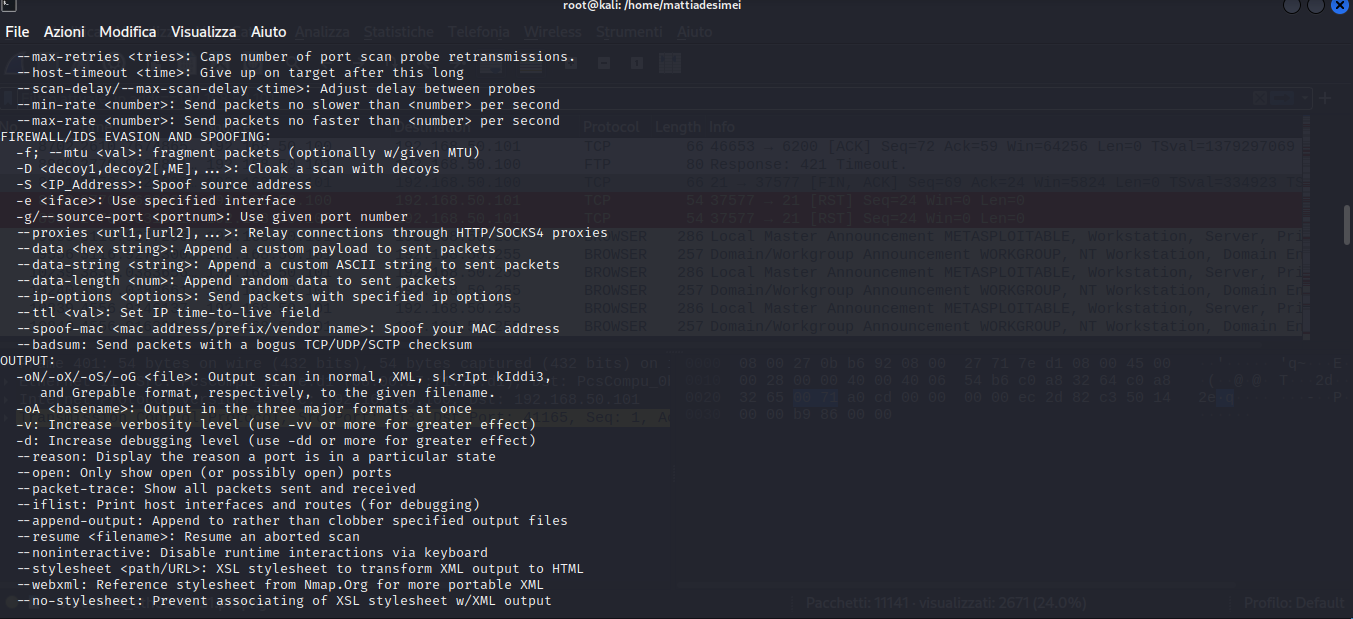 root@kali: /home/mattiadesimei
File Azioni Modifica Visualizza Aiuto
Analizza Statistiche Telefonia Wireless Strumenti Aiuto
--max-retries <tries>: Caps number of port scan probe retransmissions.
--host-timeout <time>: Give up on target after this long
--scan-delay/--max-scan-delay <time>: Adjust delay between probes
--min-rate <number>: Send packets no slower than <number> per second
--max-rate <number>: Send packets no faster than <number> per second
Destination Protocol Length Info
FIREWALL/IDS EVASION AND SPOOFING:
-f; --mtu <val>: fragment packets (optionally w/given MTU)
-D <decoy1,decoy2[,ME],...>: Cloak a scan with decoys
-S <IP_Address>: Spoof source address
-e <iface>: Use specified interface
-g/--source-port <portnum>: Use given port number
--proxies <url1,[url2],...>: Relay connections through HTTP/SOCKS4 proxies
--data <hex string>: Append a custom payload to sent packets
--data-string <string>: Append a custom ASCII string to sent packets
--data-length <num>: Append random data to sent packets
--ip-options <options>: Send packets with specified ip options
--ttl <val>: Set IP time-to-live field
--spoof-mac <mac address/prefix/vendor name>: Spoof your MAC address
--badsum: Send packets with a bogus TCP/UDP/SCTP checksum
OUTPUT:
-oN/-oX/-oS/-oG <file>: Output scan in normal, XML, s|<rIpt kIddi3,
and Grepable format, respectively, to the given filename.
-oA <basename>: Output in the three major formats at once
-v: Increase verbosity level (use -vv or more for greater effect)
-d: Increase debugging level (use -dd or more for greater effect)
--reason: Display the reason a port is in a particular state
--open: Only show open (or possibly open) ports
--packet-trace: Show all packets sent and received
--iflist: Print host interfaces and routes (for debugging)
--append-output: Append to rather than clobber specified output files
--resume <filename>: Resume an aborted scan
--noninteractive: Disable runtime interactions via keyboard
--stylesheet <path/URL>: XSL stylesheet to transform XML output to HTML
--webxml: Reference stylesheet from Nmap.Org for more portable XML
--no-stylesheet: Prevent associating of XSL stylesheet w/XML output
Pacchetti: 11141 · visualizzati: 2671 (24.0%) Profilo: Default